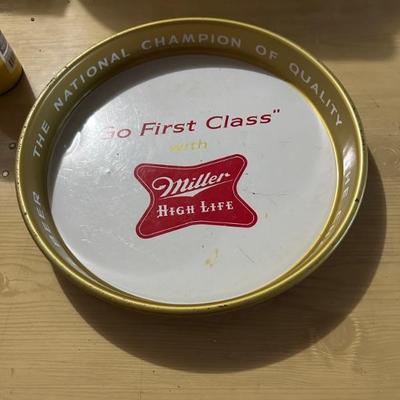 BEER THE NATIONAL CHAMPION OF QUALITY
Go First Class"
with
Miller
HIGH LIFE